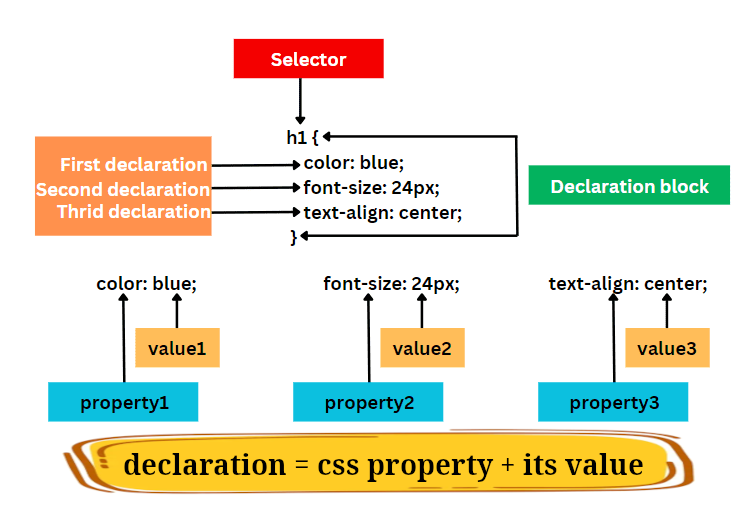 Selector
h1 {
First declaration
color: blue;
Second declaration
font-size: 24px;
Declaration block
Thrid declaration
text-align: center;
}
color: blue;
font-size: 24px;
text-align: center;
value1
value2
value3
property1
property2
property3
declaration = css property + its value